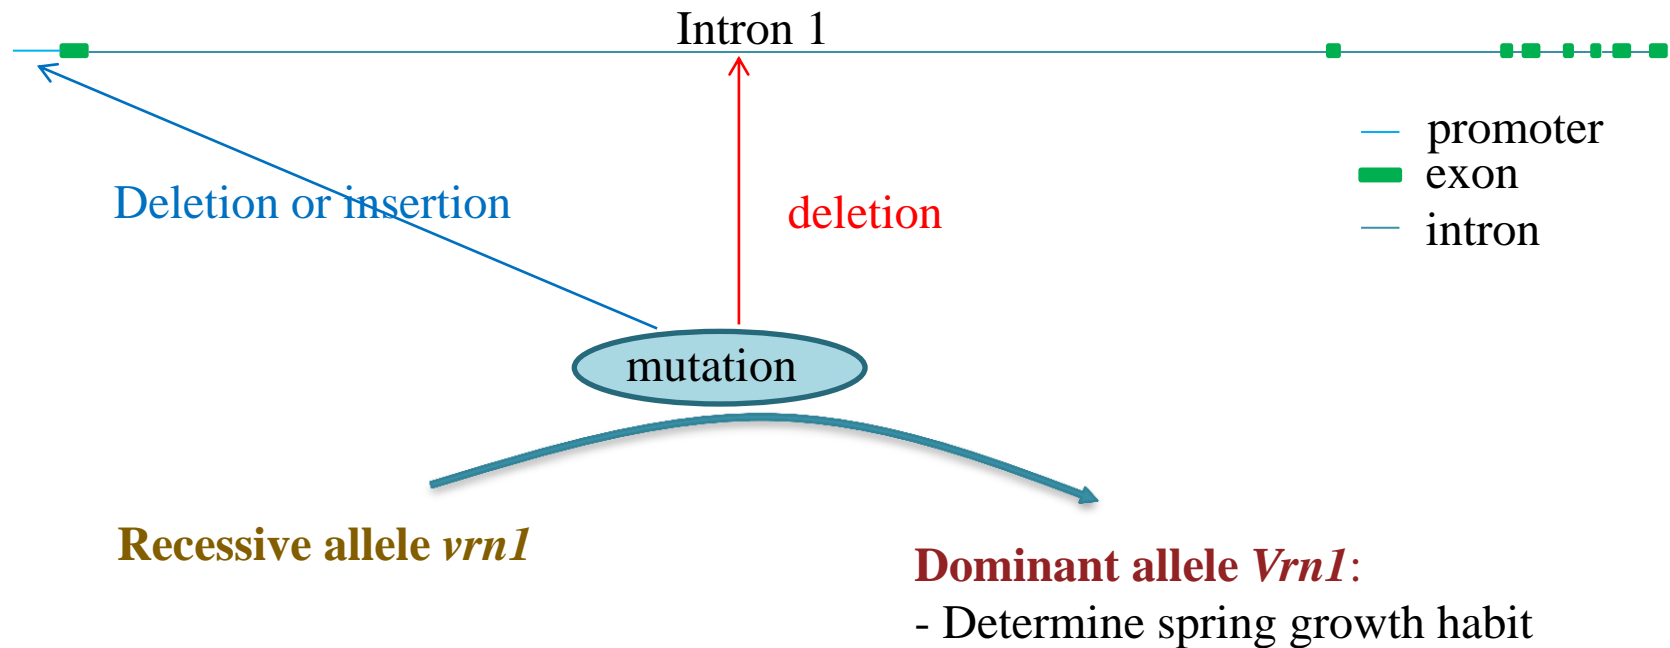 Intron 1
promoter
exon
intron
Deletion or insertion
deletion
mutation
Recessive allele vrn1
Dominant allele Vrn1:
- Determine spring growth habit